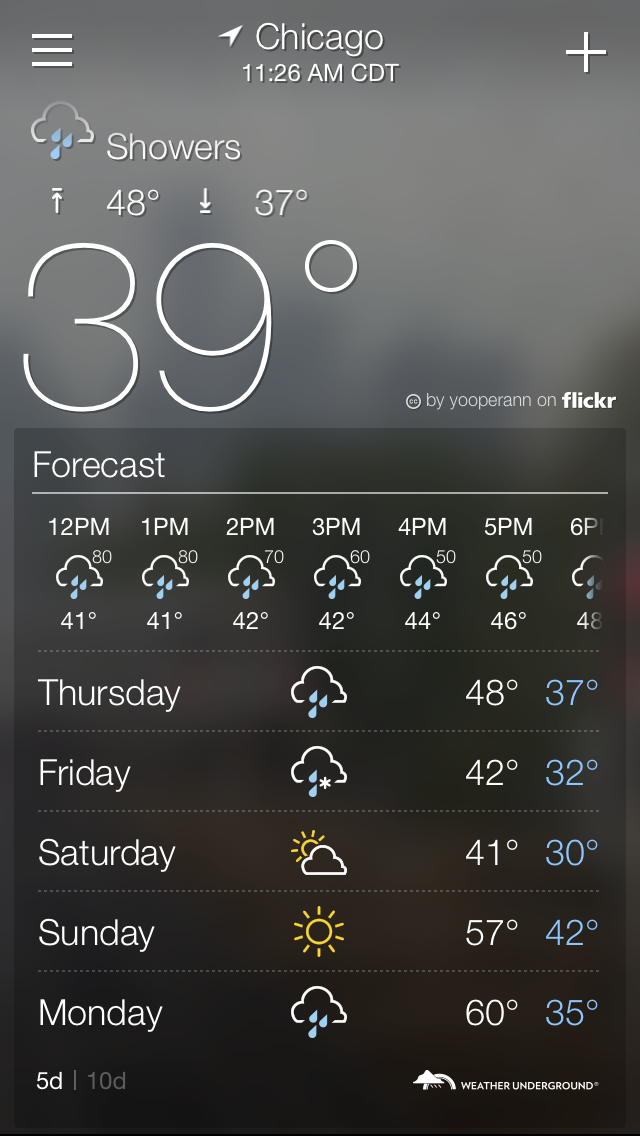 Chicago
11:26 AM CDT
Showers
48° 37°
39°
cc by yooperann on flickr
Forecast
12PM 1PM 2PM 3PM 4PM 5PM 6P
80 80 70 60 50 50
41° 41° 42° 42° 44° 46° 48
Thursday 48° 37°
Friday 42° 32°
Saturday 41° 30°
Sunday 57° 42°
Monday 60° 35°
5d | 10d WEATHER UNDERGROUND®